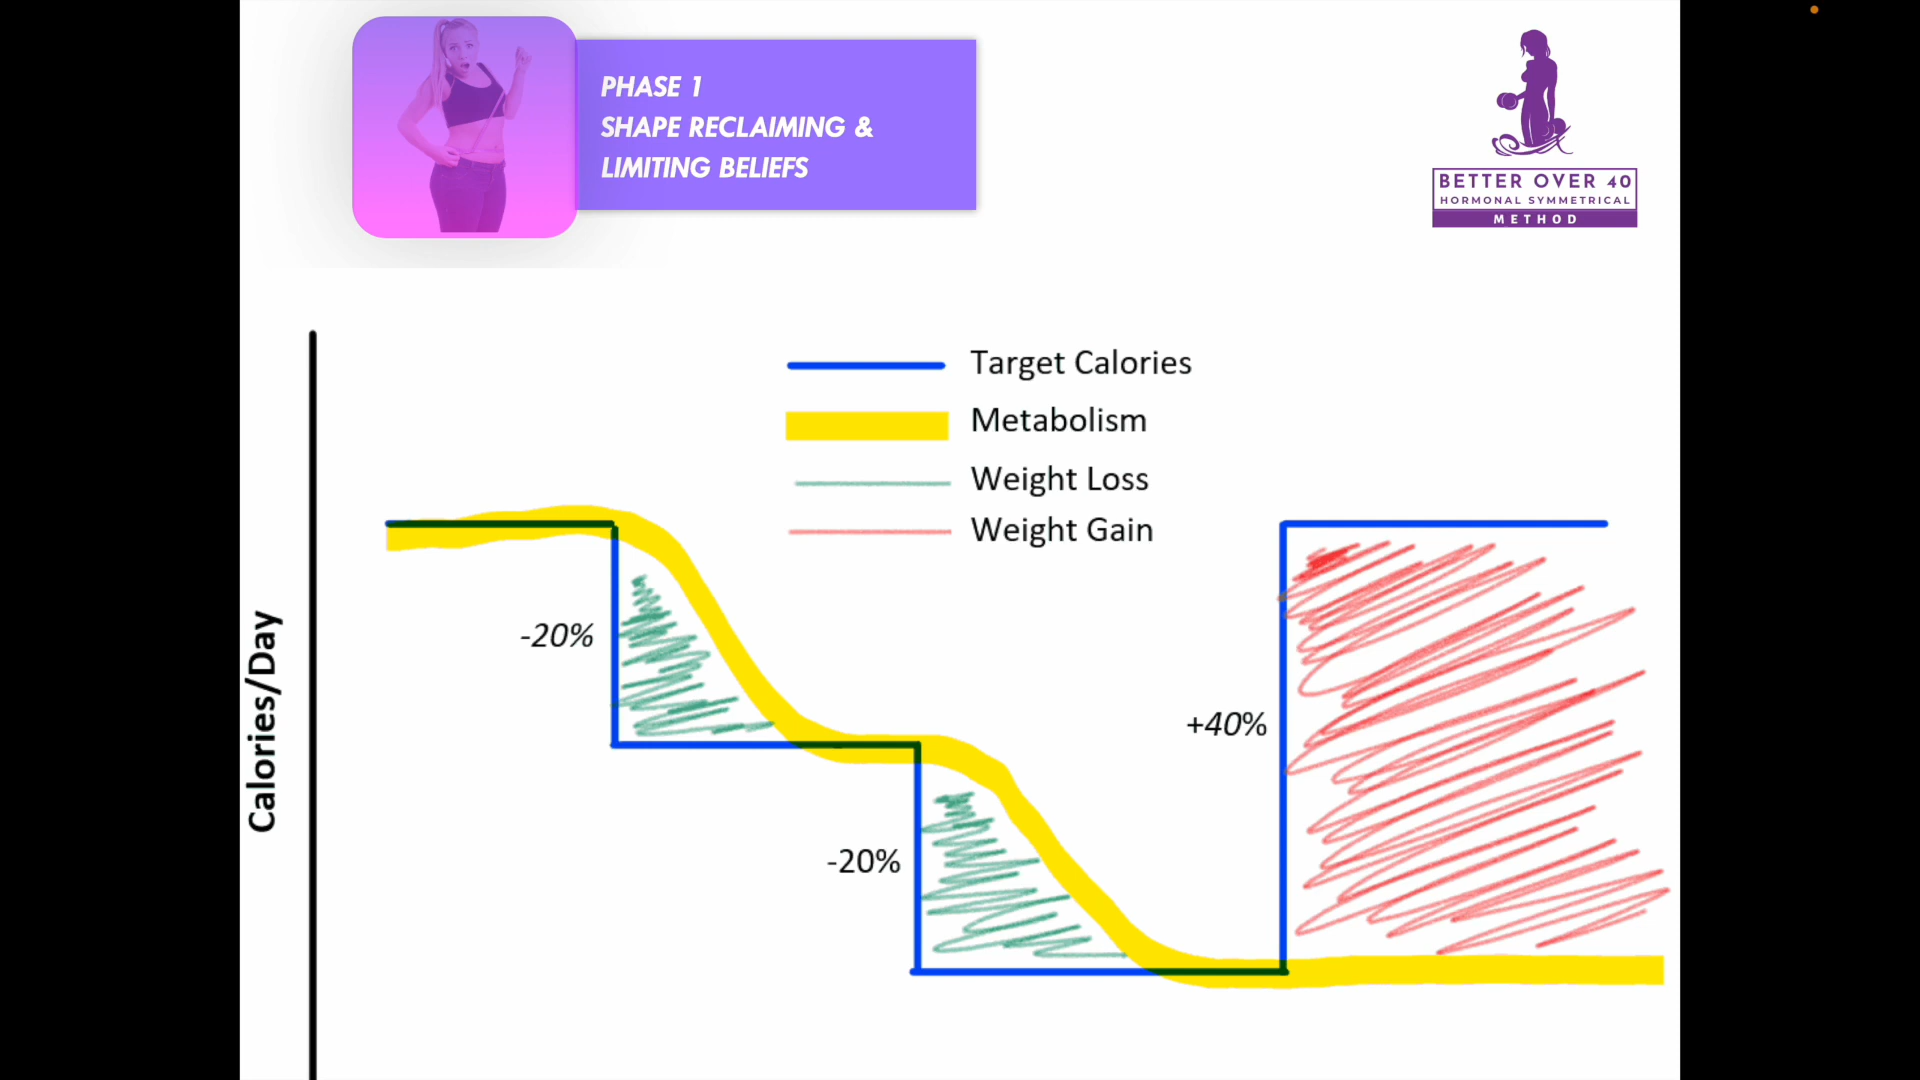 PHASE 1
SHAPE RECLAIMING &
LIMITING BELIEFS
BETTER OVER 40
HORMONAL SYMMETRICAL
METHOD
Target Calories
Metabolism
Weight Loss
Weight Gain
Calories/Day
-20%
-20%
+40%